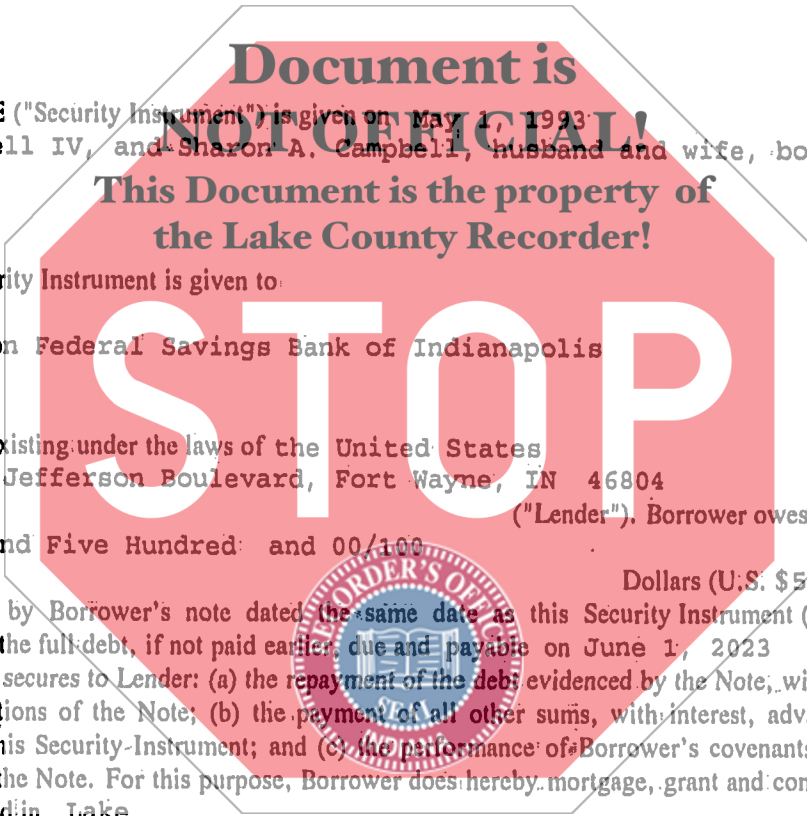 Document is
("Security Instrument") is given on May 1, 1993
NOT OFFICIAL!
ll IV, and Sharon A. Campbell, husband and wife, bo
This Document is the property of
the Lake County Recorder!
rity Instrument is given to
n Federal Savings Bank of Indianapolis
STOP
xisting under the laws of the United States
Jefferson Boulevard, Fort Wayne, IN 46804
("Lender"). Borrower owes
nd Five Hundred and 00/100
Dollars (U.S. $5
by Borrower's note dated the same date as this Security Instrument (
the full debt, if not paid earlier, due and payable on June 1, 2023
secures to Lender: (a) the repayment of the debt evidenced by the Note, wi
tions of the Note; (b) the payment of all other sums, with interest, adv
his Security Instrument; and (c) the performance of Borrower's covenants
the Note. For this purpose, Borrower does hereby mortgage, grant and con
d in Lake
RECORDER'S OFFIC
SEAL
INDIANA